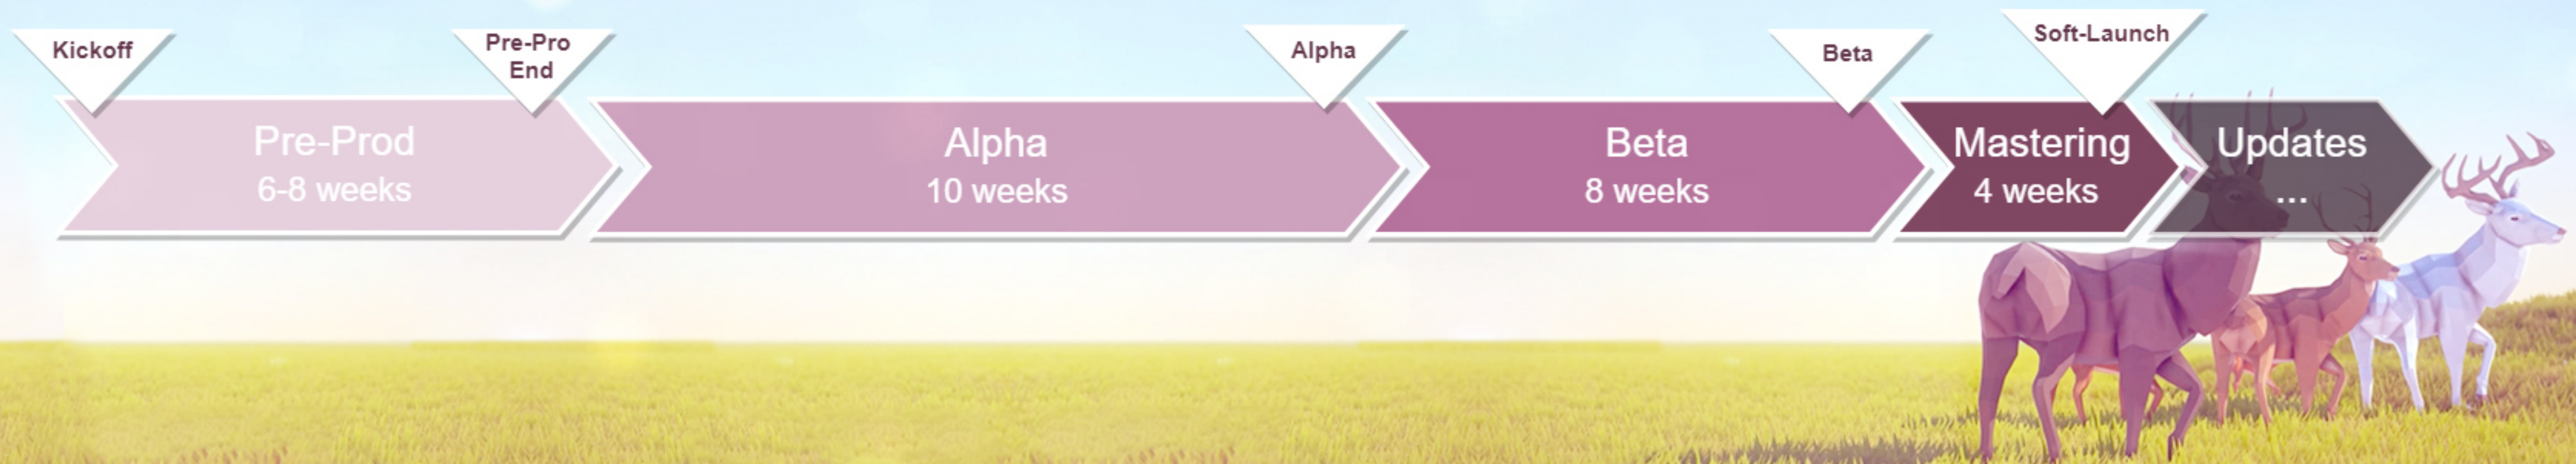 Kickoff
Pre-Pro
End
Alpha
Beta
Soft-Launch
Pre-Prod
6-8 weeks
Alpha
10 weeks
Beta
8 weeks
Mastering
4 weeks
Updates
...